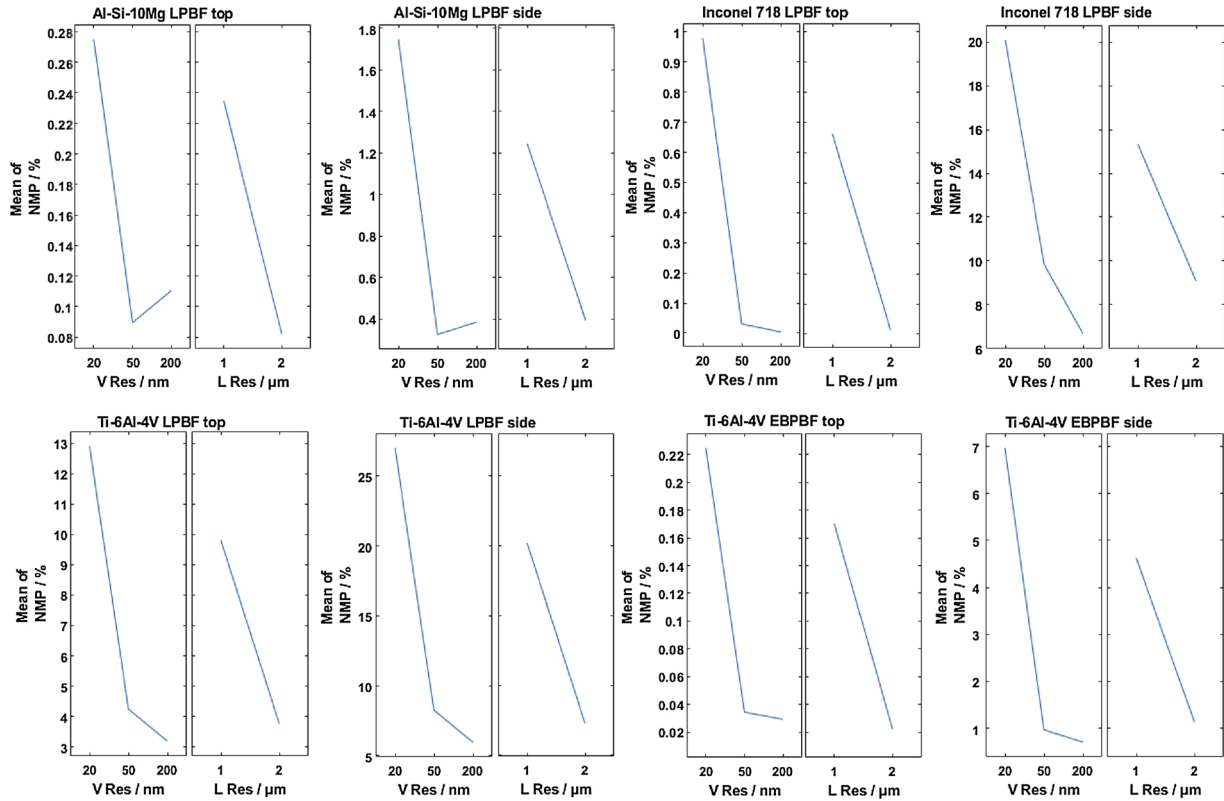 Al-Si-10Mg LPBF top
Mean of
NMP / %
0.28
0.26
0.24
0.22
0.2
0.18
0.16
0.14
0.12
0.1
0.08
20 50 200
V Res / nm
1 2
L Res / µm
Al-Si-10Mg LPBF side
Mean of
NMP / %
1.8
1.6
1.4
1.2
1
0.8
0.6
0.4
20 50 200
V Res / nm
1 2
L Res / µm
Inconel 718 LPBF top
Mean of
NMP / %
1
0.9
0.8
0.7
0.6
0.5
0.4
0.3
0.2
0.1
0
20 50 200
V Res / nm
1 2
L Res / µm
Inconel 718 LPBF side
Mean of
NMP / %
20
18
16
14
12
10
8
6
20 50 200
V Res / nm
1 2
L Res / µm
Ti-6Al-4V LPBF top
Mean of
NMP / %
13
12
11
10
9
8
7
6
5
4
3
20 50 200
V Res / nm
1 2
L Res / µm
Ti-6Al-4V LPBF side
Mean of
NMP / %
25
20
15
10
5
20 50 200
V Res / nm
1 2
L Res / µm
Ti-6Al-4V EBPBF top
Mean of
NMP / %
0.22
0.2
0.18
0.16
0.14
0.12
0.1
0.08
0.06
0.04
0.02
20 50 200
V Res / nm
1 2
L Res / µm
Ti-6Al-4V EBPBF side
Mean of
NMP / %
7
6
5
4
3
2
1
20 50 200
V Res / nm
1 2
L Res / µm